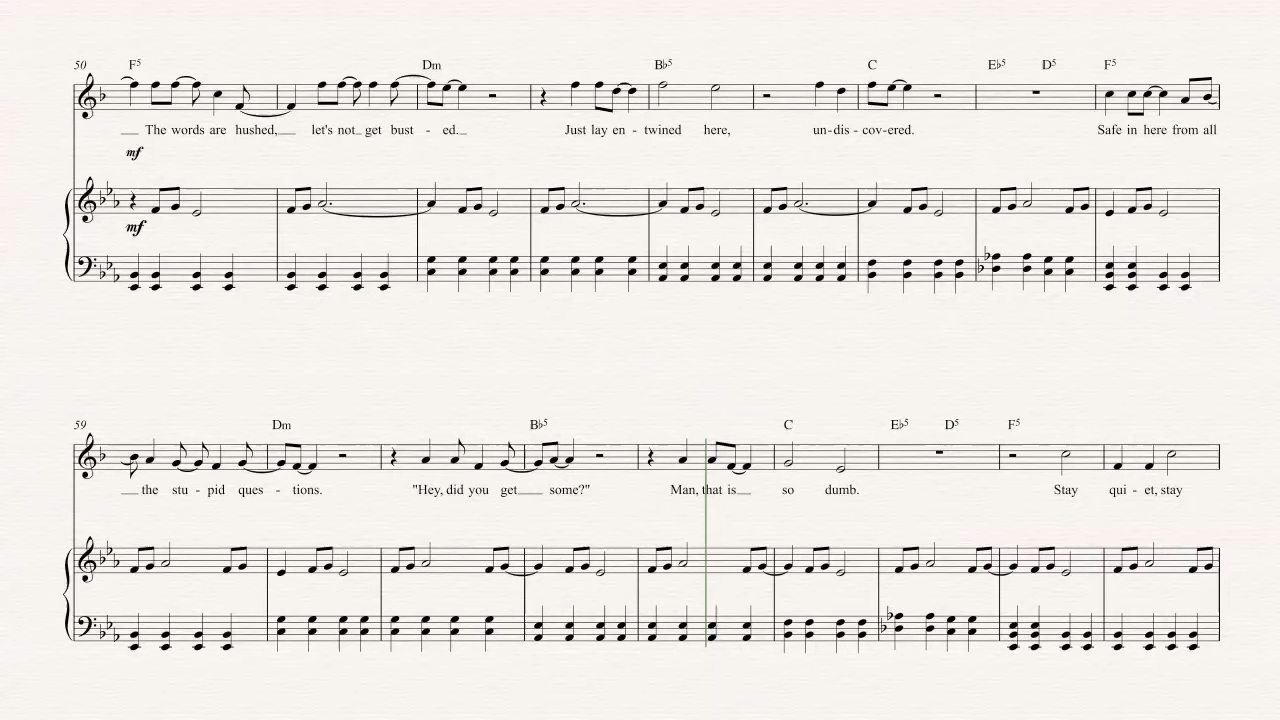 50 F5 Dm B♭5 C E♭5 D5 F5
The words are hushed, let's not get bust - ed. Just lay en - twined here, un-dis - cov-ered. Safe in here from all
mf
mf
59 Dm B♭5 C E♭5 D5 F5
the stu - pid ques - tions. "Hey, did you get some?" Man, that is so dumb. Stay qui - et, stay